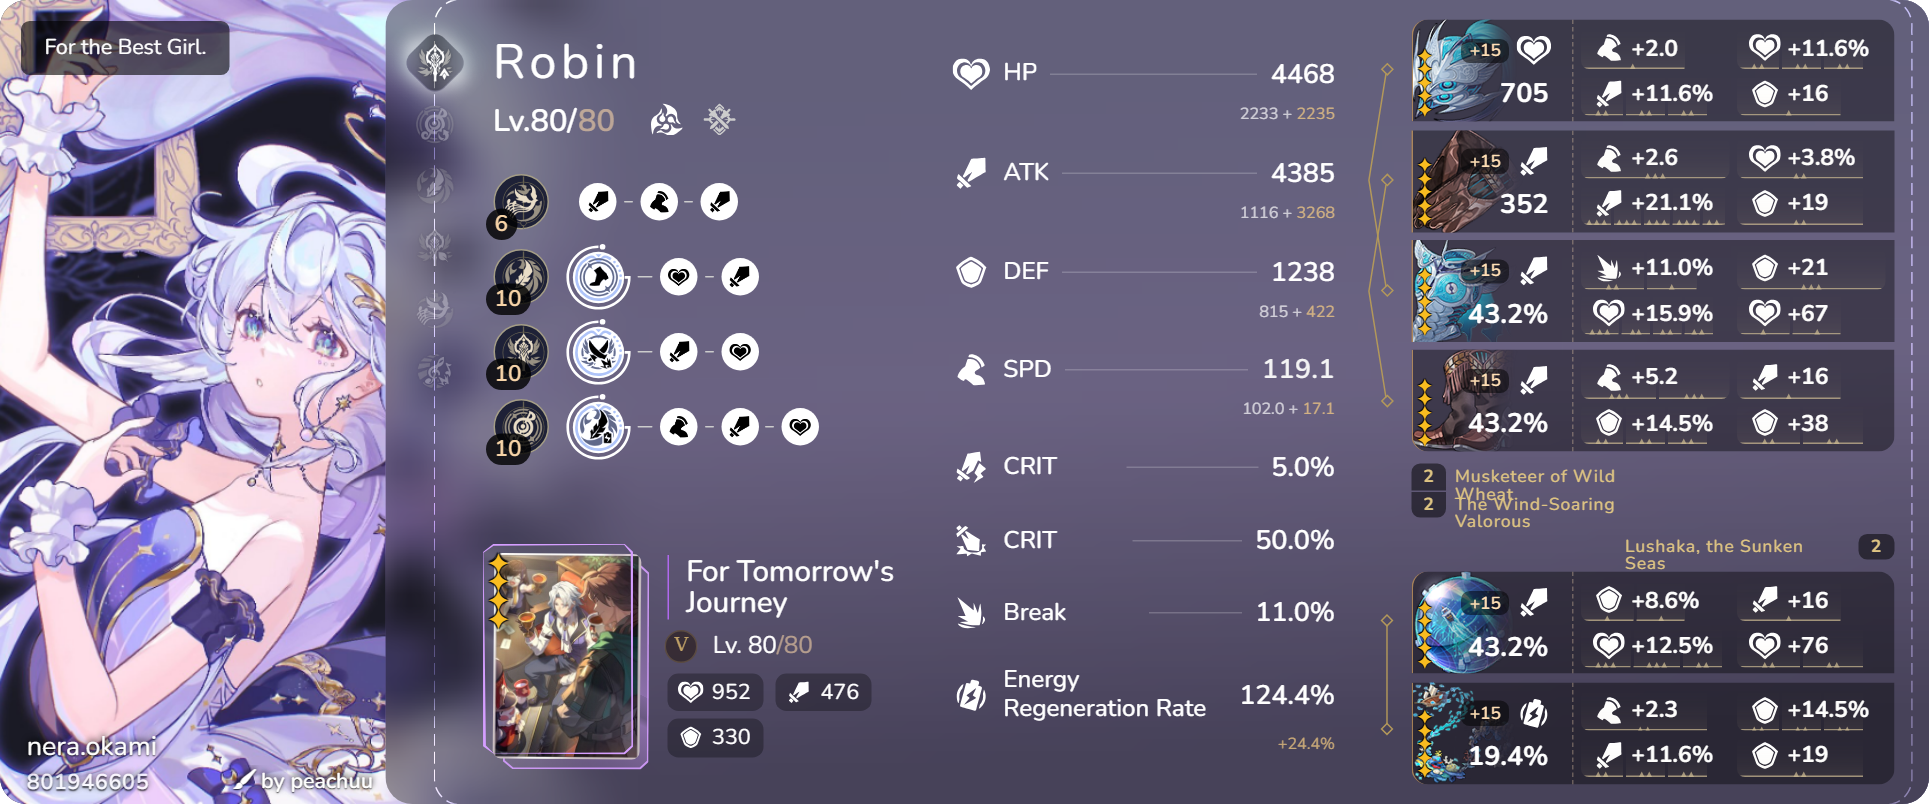 For the Best Girl.
nera.okami
801946605
by peachuu
Robin
Lv.80/80
6
10
10
10
For Tomorrow's
Journey
V
Lv. 80/80
952
476
330
HP
4468
2233 + 2235
ATK
4385
1116 + 3268
DEF
1238
815 + 422
SPD
119.1
102.0 + 17.1
CRIT
5.0%
CRIT
50.0%
Break
11.0%
Energy
Regeneration Rate
124.4%
+24.4%
+15
705
+2.0
+11.6%
+11.6%
+16
+15
352
+2.6
+3.8%
+21.1%
+19
+15
43.2%
+11.0%
+21
+15.9%
+67
+15
43.2%
+5.2
+16
+14.5%
+38
2
Musketeer of Wild
Wheat
2
The Wind-Soaring
Valorous
Lushaka, the Sunken
Seas
2
+15
43.2%
+8.6%
+16
+12.5%
+76
+15
19.4%
+2.3
+14.5%
+11.6%
+19